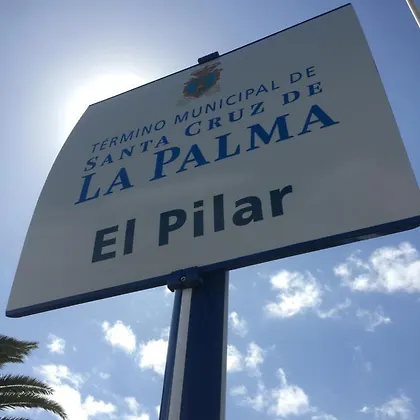 TÉRMINO MUNICIPAL DE
SANTA CRUZ DE
LA PALMA
El Pilar